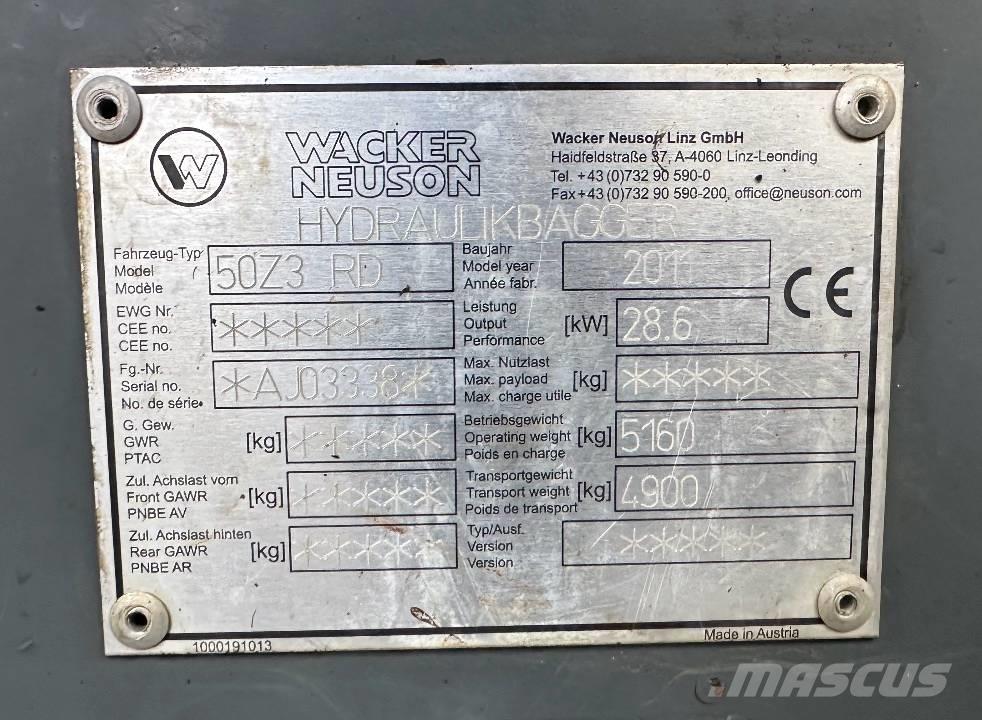 W
WACKER
NEUSON
Wacker Neuson Linz GmbH
Haidfeldstraße 37, A-4060 Linz-Leonding
Tel. +43(0)732 90 590-0
Fax+43(0)732 90 590-200, office@neuson.com
HYDRAULIKBAGGER
Fahrzeug-Typ
Model
Modèle
50Z3 RD
Baujahr
Model year
Année fabr.
2011
CE
EWG Nr.
CEE no.
CEE no.
*****
Leistung
Output
Performance
[kW]
28.6
Fg.-Nr.
Serial no.
No. de série
*AJ03338*
Max. Nutzlast
Max. payload
Max. charge utile
[kg]
*****
G. Gew.
GWR
PTAC
[kg]
*****
Betriebsgewicht
Operating weight
Poids en charge
[kg]
5160
Zul. Achslast vorn
Front GAWR
PNBE AV
[kg]
*****
Transportgewicht
Transport weight
Poids de transport
[kg]
4900
Zul. Achslast hinten
Rear GAWR
PNBE AR
[kg]
*****
Typ/Ausf.
Version
Version
*****
1000191013
Made in Austria
MASCUS